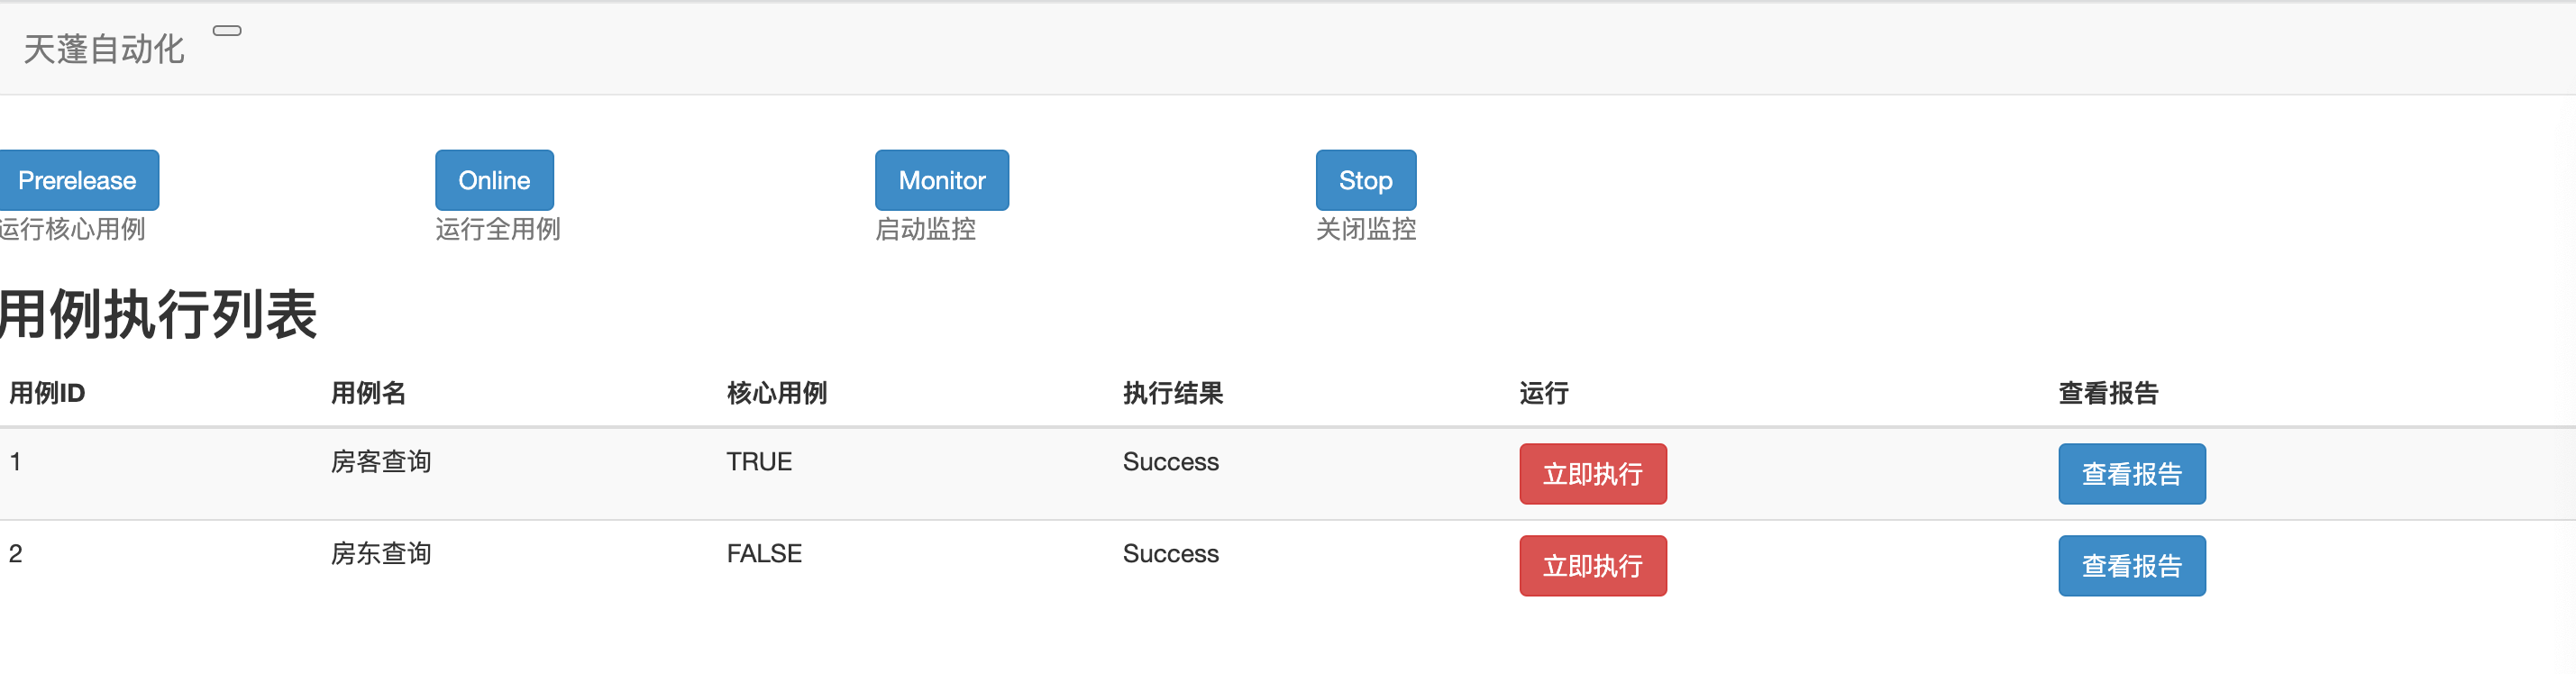 天蓬自动化
Prerelease Online Monitor Stop
运行核心用例 运行全用例 启动监控 关闭监控
用例执行列表
用例ID 用例名 核心用例 执行结果 运行 查看报告
1 房客查询 TRUE Success 立即执行 查看报告
2 房东查询 FALSE Success 立即执行 查看报告